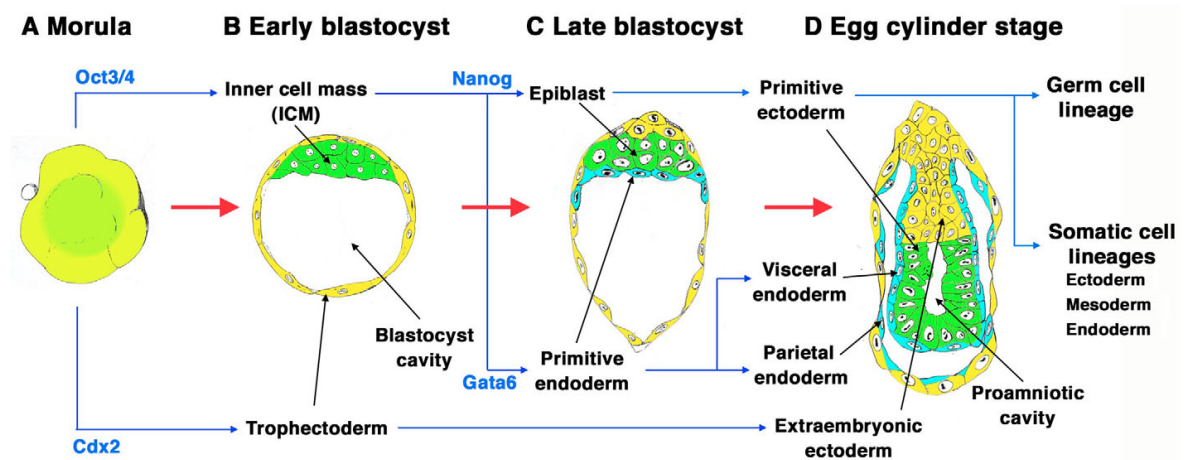 A Morula
B Early blastocyst
C Late blastocyst
D Egg cylinder stage
Oct3/4
Inner cell mass
(ICM)
Nanog
Epiblast
Primitive
ectoderm
Germ cell
lineage
Somatic cell
lineages
Ectoderm
Mesoderm
Endoderm
Visceral
endoderm
Blastocyst
cavity
Gata6
Primitive
endoderm
Parietal
endoderm
Proamniotic
cavity
Cdx2
Trophectoderm
Extraembryonic
ectoderm